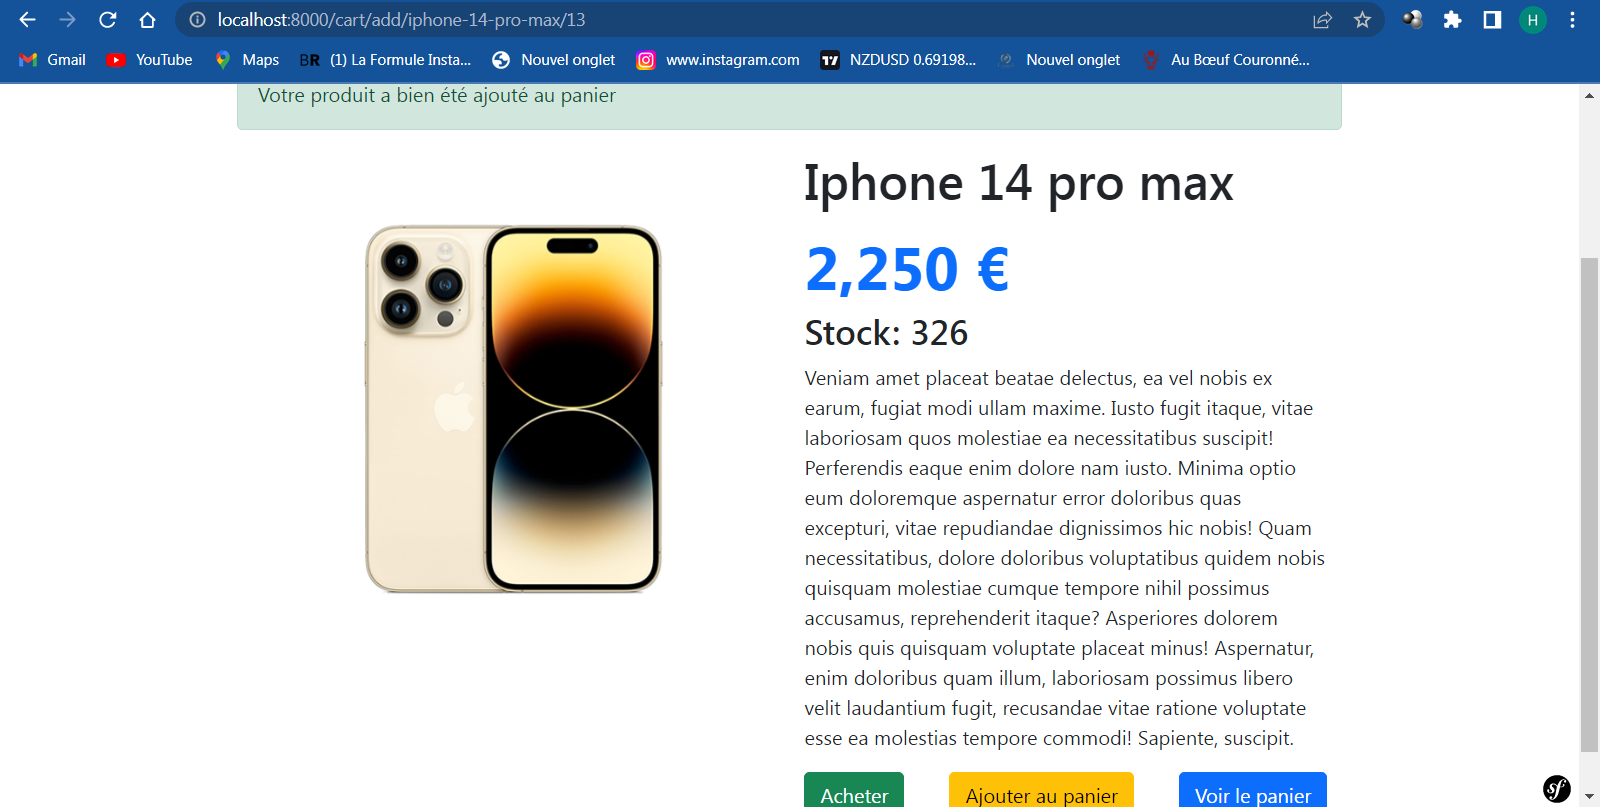 localhost:8000/cart/add/iphone-14-pro-max/13
H
Gmail YouTube Maps BR (1) La Formule Insta... Nouvel onglet www.instagram.com NZDUSD 0.69198... Nouvel onglet Au Bœuf Couronné...
Votre produit a bien été ajouté au panier
Iphone 14 pro max
2,250 €
Stock: 326
Veniam amet placeat beatae delectus, ea vel nobis ex
earum, fugiat modi ullam maxime. Iusto fugit itaque, vitae
laboriosam quos molestiae ea necessitatibus suscipit!
Perferendis eaque enim dolore nam iusto. Minima optio
eum doloremque aspernatur error doloribus quas
excepturi, vitae repudiandae dignissimos hic nobis! Quam
necessitatibus, dolore doloribus voluptatibus quidem nobis
quisquam molestiae cumque tempore nihil possimus
accusamus, reprehenderit itaque? Asperiores dolorem
nobis quis quisquam voluptate placeat minus! Aspernatur,
enim doloribus quam illum, laboriosam possimus libero
velit laudantium fugit, recusandae vitae ratione voluptate
esse ea molestias tempore commodi! Sapiente, suscipit.
Acheter Ajouter au panier Voir le panier
sf